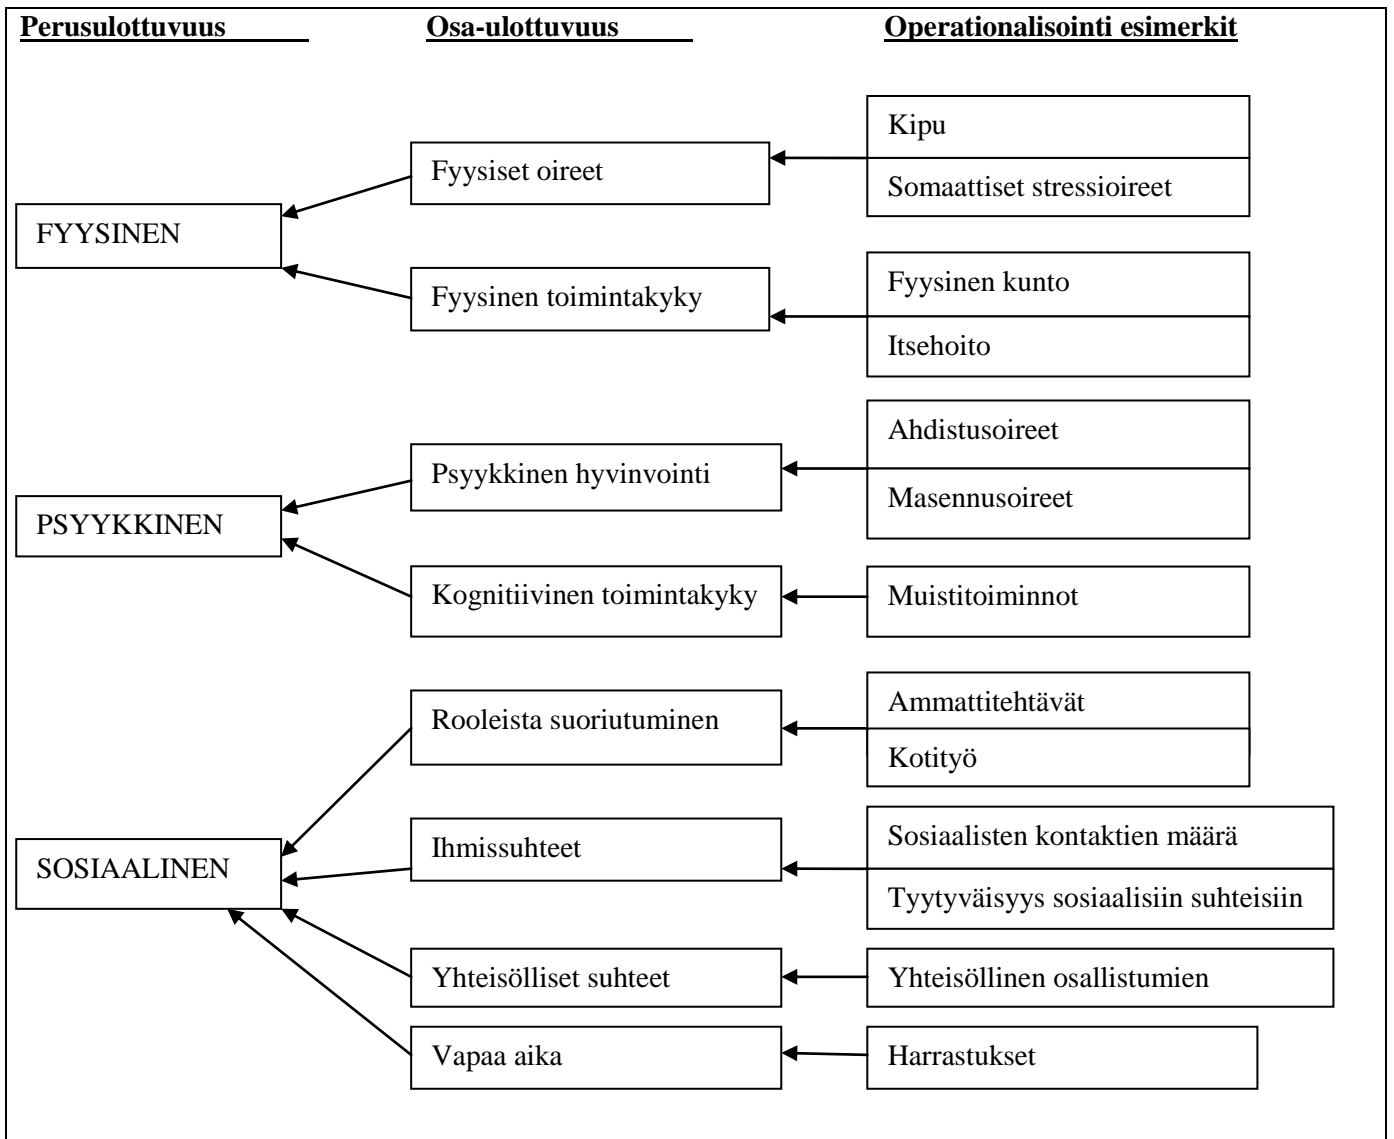 Perusulottuvuus Osa-ulottuvuus Operationalisointi esimerkit
Kipu
Fyysiset oireet
Somaattiset stressioireet
FYYSINEN
Fyysinen kunto
Fyysinen toimintakyky
Itsehoito
Ahdistusoireet
Psyykkinen hyvinvointi
Masennusoireet
PSYYKKINEN
Kognitiivinen toimintakyky
Muistitoiminnot
Ammattitehtävät
Rooleista suoriutuminen
Kotityö
Sosiaalisten kontaktien määrä
Ihmissuhteet
SOSIAALINEN
Tyytyväisyys sosiaalisiin suhteisiin
Yhteisölliset suhteet
Yhteisöllinen osallistumien
Vapaa aika
Harrastukset